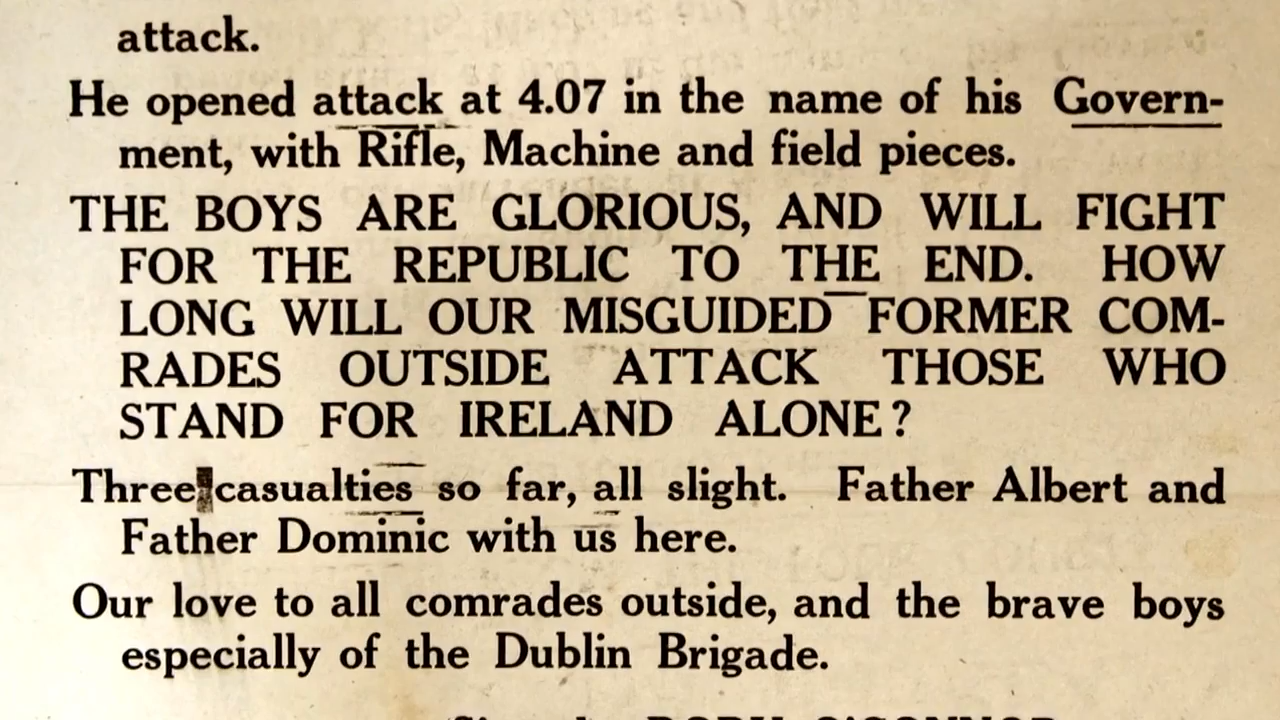 attack.
He opened attack at 4.07 in the name of his Govern-
ment, with Rifle, Machine and field pieces.
THE BOYS ARE GLORIOUS, AND WILL FIGHT
FOR THE REPUBLIC TO THE END. HOW
LONG WILL OUR MISGUIDED FORMER COM-
RADES OUTSIDE ATTACK THOSE WHO
STAND FOR IRELAND ALONE?
Three casualties so far, all slight. Father Albert and
Father Dominic with us here.
Our love to all comrades outside, and the brave boys
especially of the Dublin Brigade.